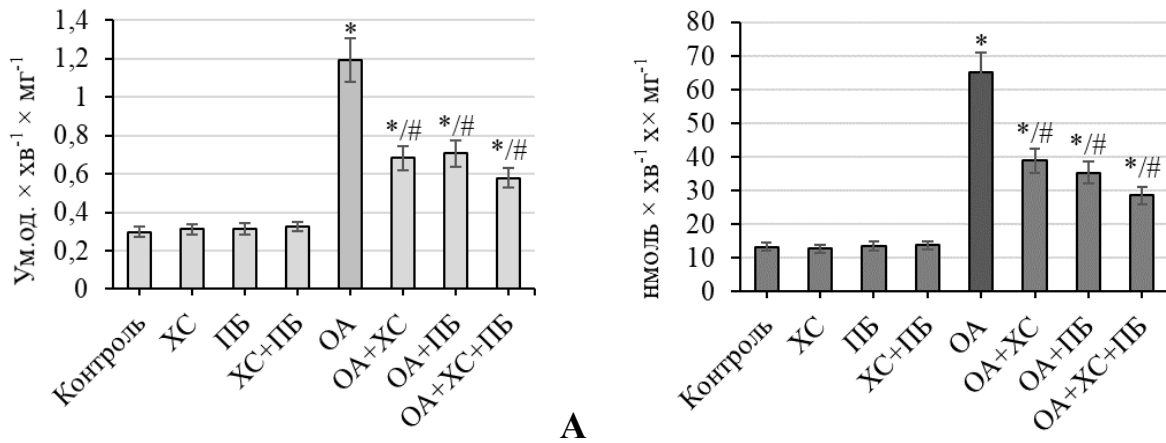 Ум.од. × хв⁻¹ × мг⁻¹
1,4
1,2
1
0,8
0,6
0,4
0,2
0
*
*/#
*/#
*/#
Контроль
ХС
ПБ
ХС+ПБ
ОА
ОА+ХС
ОА+ПБ
ОА+ХС+ПБ
нмоль × хв⁻¹ х× мг⁻¹
80
70
60
50
40
30
20
10
0
*
*/#
*/#
*/#
Контроль
ХС
ПБ
ХС+ПБ
ОА
ОА+ХС
ОА+ПБ
ОА+ХС+ПБ
А